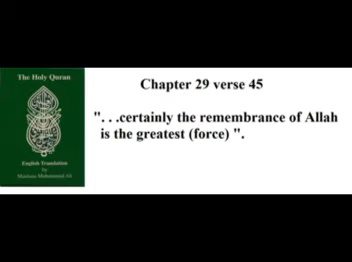 The Holy Quran
English Translation
by
Maulana Muhammad Ali
Chapter 29 verse 45
". . .certainly the remembrance of Allah
is the greatest (force) ".